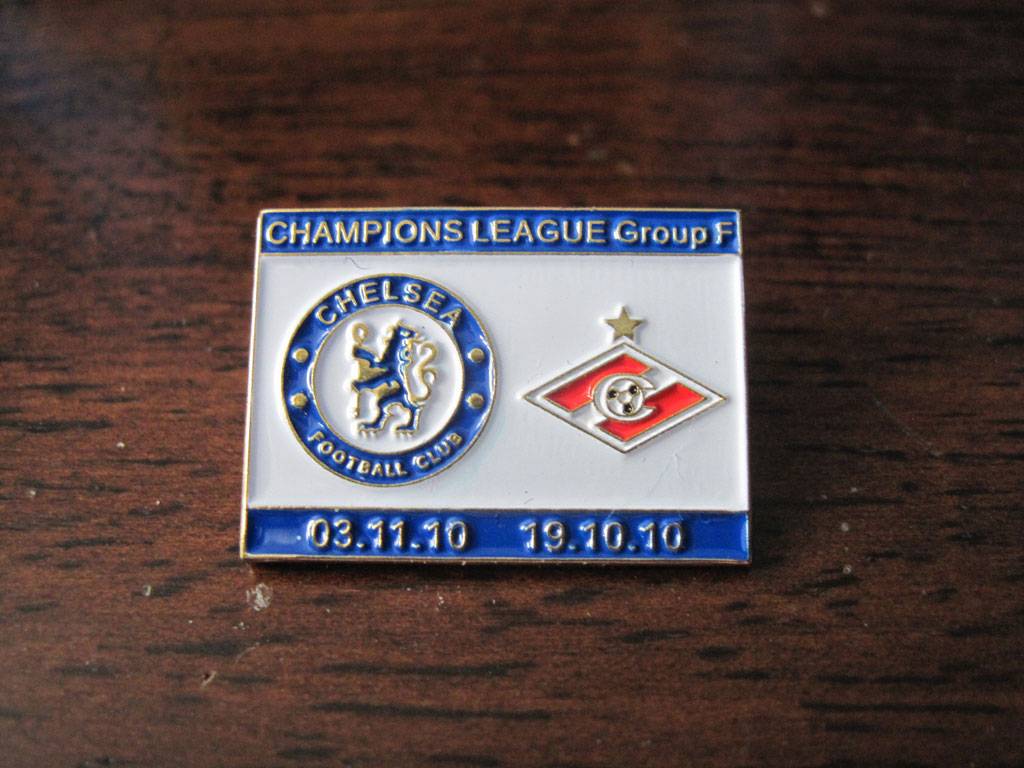 CHAMPIONS LEAGUE Group F
CHELSEA
FOOTBALL CLUB
С
03.11.10 19.10.10